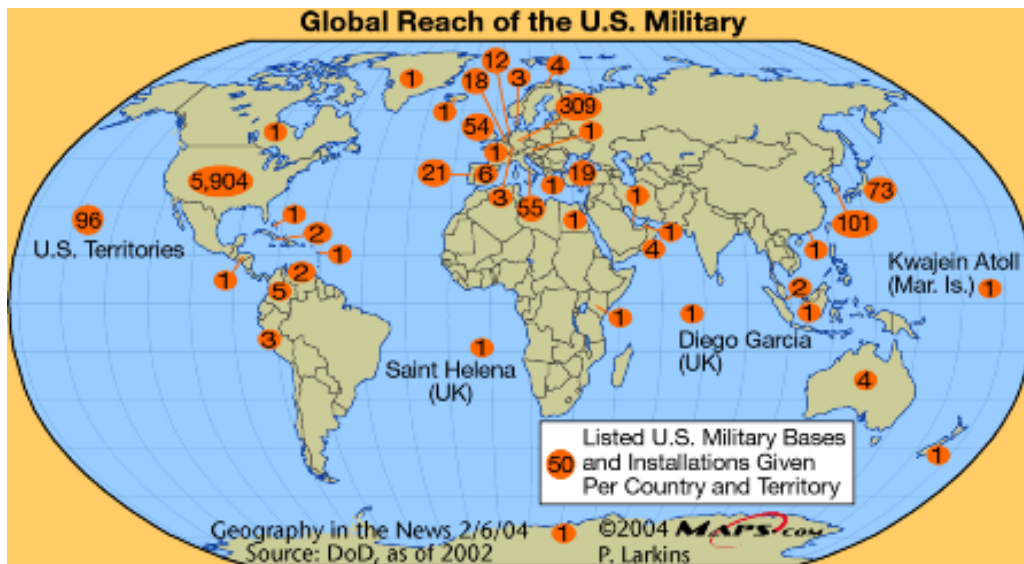 Global Reach of the U.S. Military
12
3
4
1
18
1
309
54
1
1
1
5,904
21
6
1
19
3
55
1
1
73
101
96
U.S. Territories
1
2
1
1
4
1
1
Kwajein Atoll
(Mar. Is.)
1
1
2
5
2
1
1
1
Diego Garcia
(UK)
3
1
Saint Helena
(UK)
4
50
Listed U.S. Military Bases
and Installations Given
Per Country and Territory
1
Geography in the News 2/6/04
Source: DoD, as of 2002
1
©2004 MAPS.com
P. Larkins